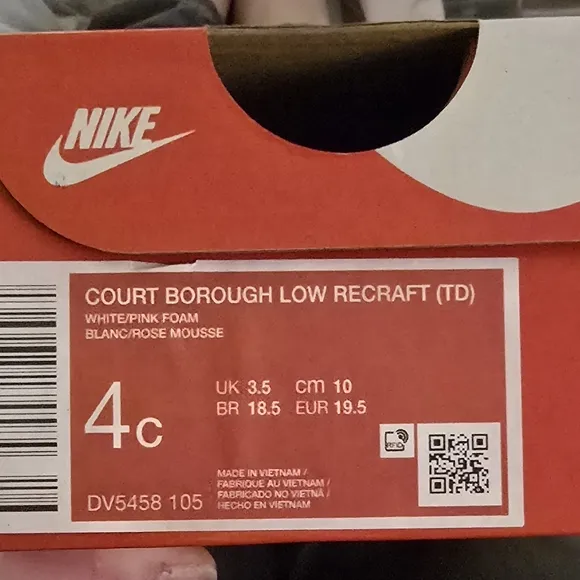 NIKE
COURT BOROUGH LOW RECRAFT (TD)
WHITE/PINK FOAM
BLANC/ROSE MOUSSE
4C
UK 3.5 cm 10
BR 18.5 EUR 19.5
RFID
MADE IN VIETNAM /
FABRIQUE AU VIETNAM /
FABRICADO NO VIETNÃ /
HECHO EN VIETNAM
DV5458 105